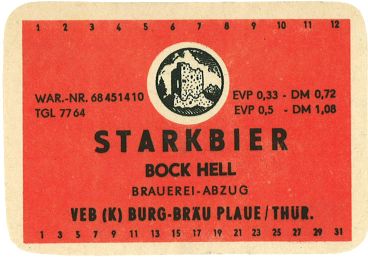 1 2 3 4 5 6 7 8 9 10 11 12
WAR.-NR. 68451410 EVP 0,33 - DM 0,72
TGL 7764 EVP 0,5 - DM 1,08
STARKBIER
BOCK HELL
BRAUEREI-ABZUG
VEB (K) BURG-BRÄU PLAUE/THÜR.
1 3 5 7 9 11 13 15 17 19 21 23 25 27 29 31